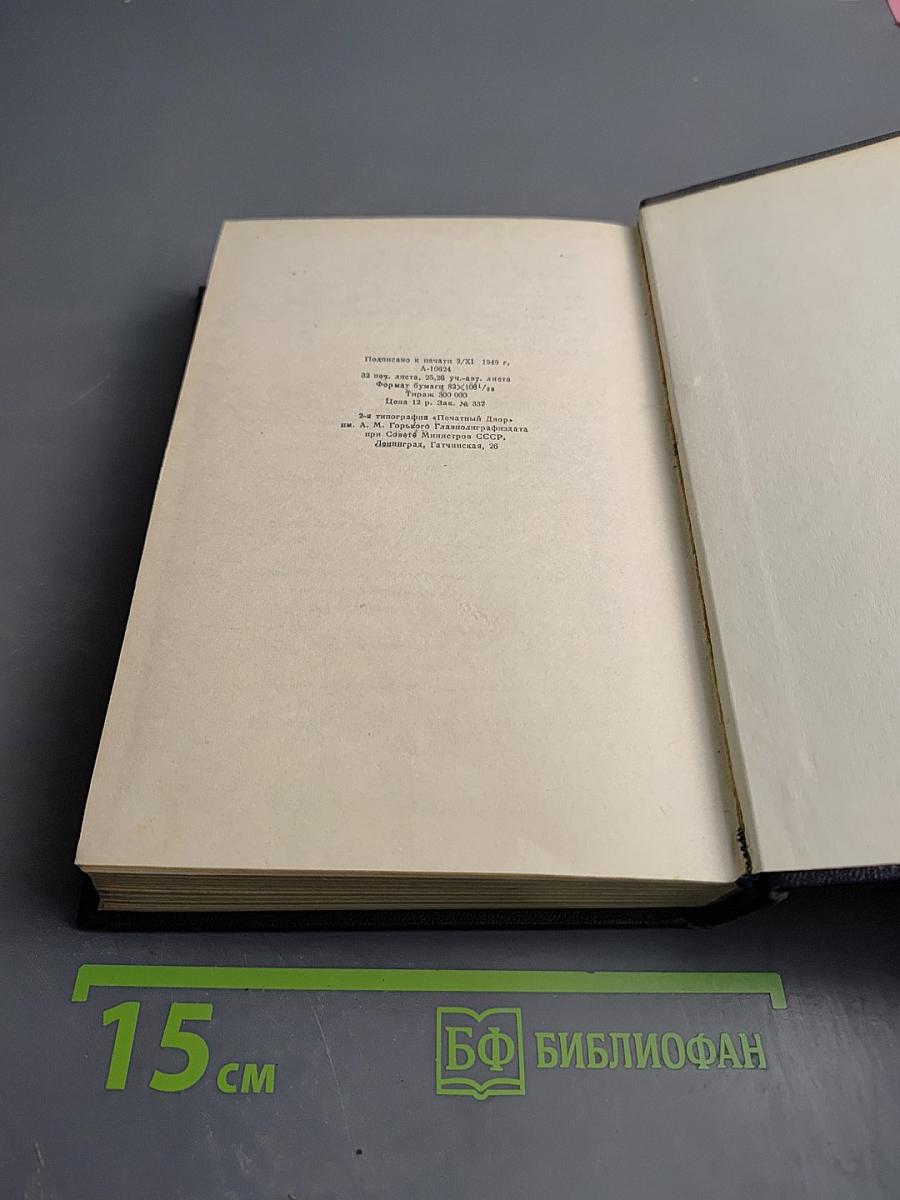 Подписано к печати 2/XI 1949 г.
А-10624
32 печ. листа, 25,26 уч.-авт. листа
Формат бумаги 82×108¹/₃₂
Тираж 300 000
Цена 12 р. Зак. № 337
2-я типография «Печатный Двор»
им. А. М. Горького Главполиграфиздата
при Совете Министров СССР.
Ленинград, Гатчинская, 26
15 см
БФ БИБЛИОФАН